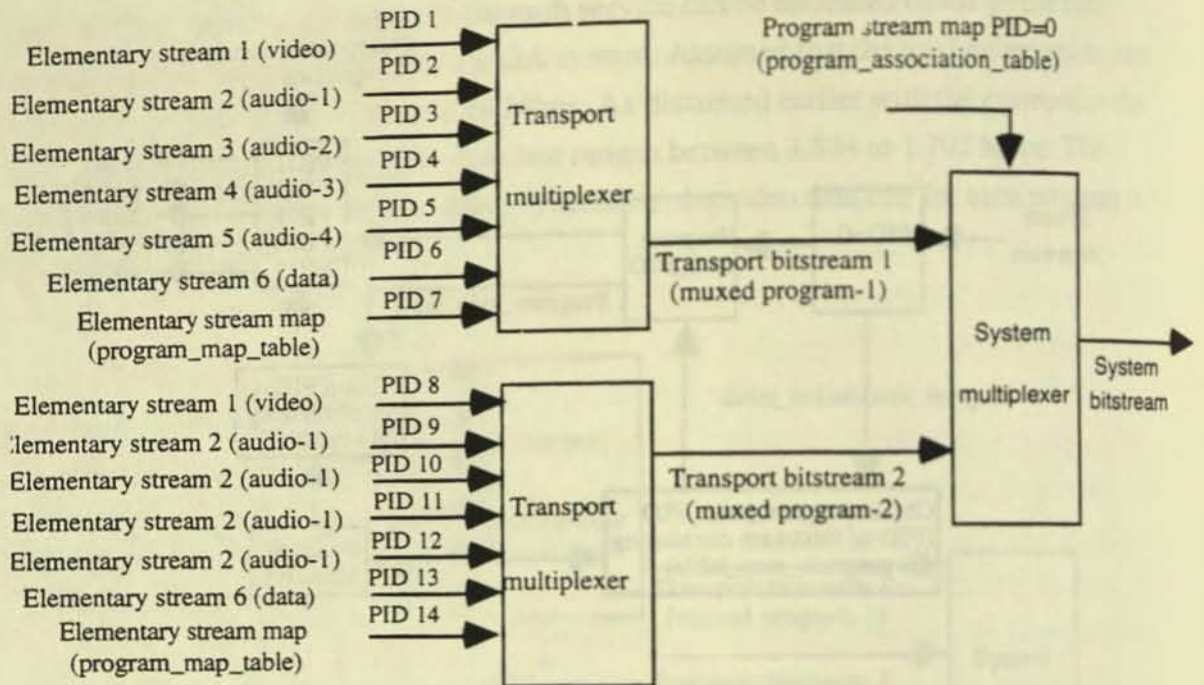 PID 1
Elementary stream 1 (video)
PID 2
Elementary stream 2 (audio-1)
PID 3
Elementary stream 3 (audio-2)
PID 4
Elementary stream 4 (audio-3)
PID 5
Elementary stream 5 (audio-4)
PID 6
Elementary stream 6 (data)
PID 7
Elementary stream map
(program_map_table)
Transport
multiplexer
Program stream map PID=0
(program_association_table)
Transport bitstream 1
(muxed program-1)
PID 8
Elementary stream 1 (video)
PID 9
lementary stream 2 (audio-1)
PID 10
Elementary stream 2 (audio-1)
PID 11
Elementary stream 2 (audio-1)
PID 12
Elementary stream 2 (audio-1)
PID 13
Elementary stream 6 (data)
PID 14
Elementary stream map
(program_map_table)
Transport
multiplexer
Transport bitstream 2
(muxed program-2)
System
multiplexer
System
bitstream